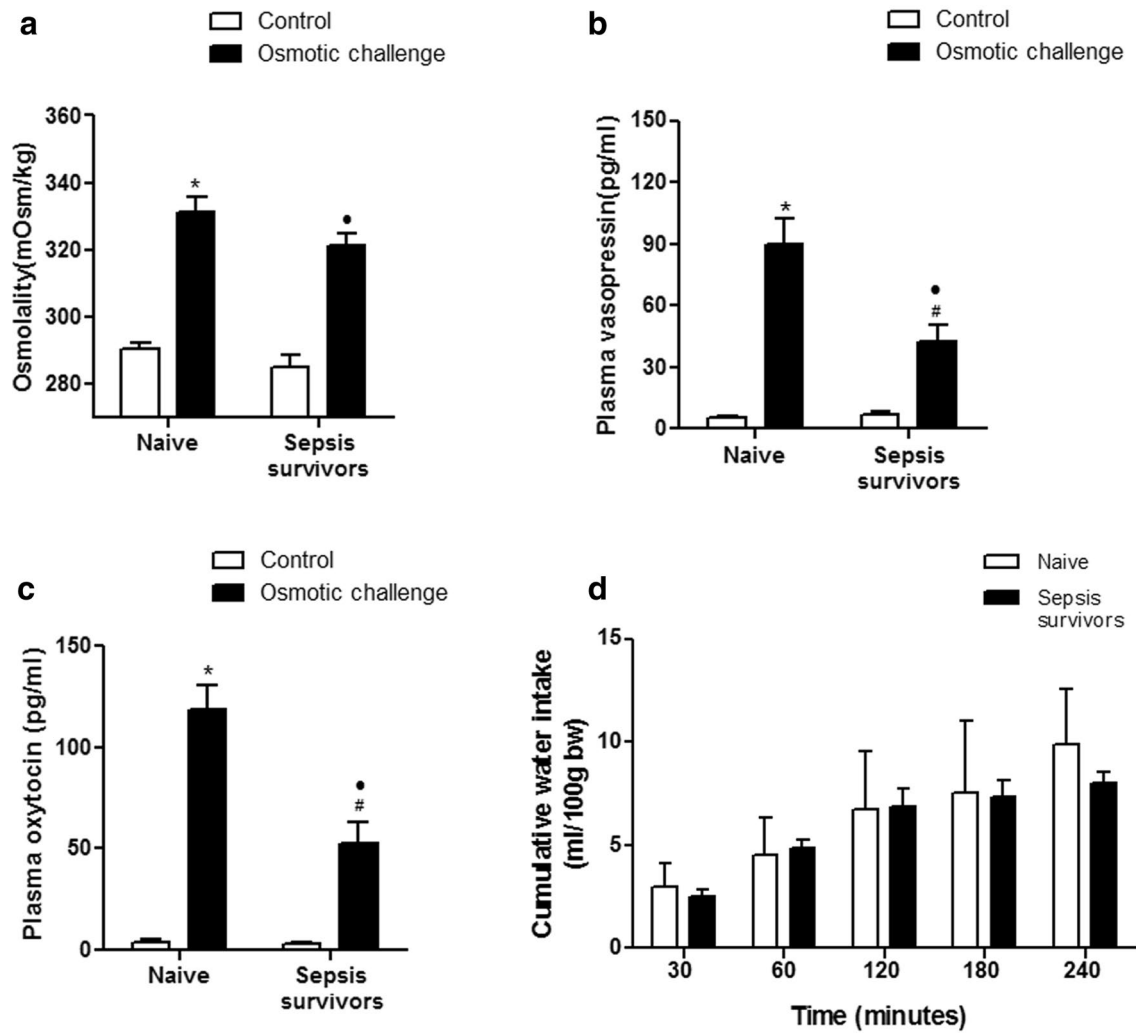 a
Control
Osmotic challenge
Osmolality(mOsm/kg)
360
340
320
300
280
*
•
Naive
Sepsis
survivors
b
Control
Osmotic challenge
Plasma vasopressin(pg/ml)
150
120
90
60
30
0
*
•
#
Naive
Sepsis
survivors
c
Control
Osmotic challenge
Plasma oxytocin (pg/ml)
150
100
50
0
*
•
#
Naive
Sepsis
survivors
d
Naive
Sepsis
survivors
Cumulative water intake
(ml/100g bw)
15
10
5
0
30 60 120 180 240
Time (minutes)